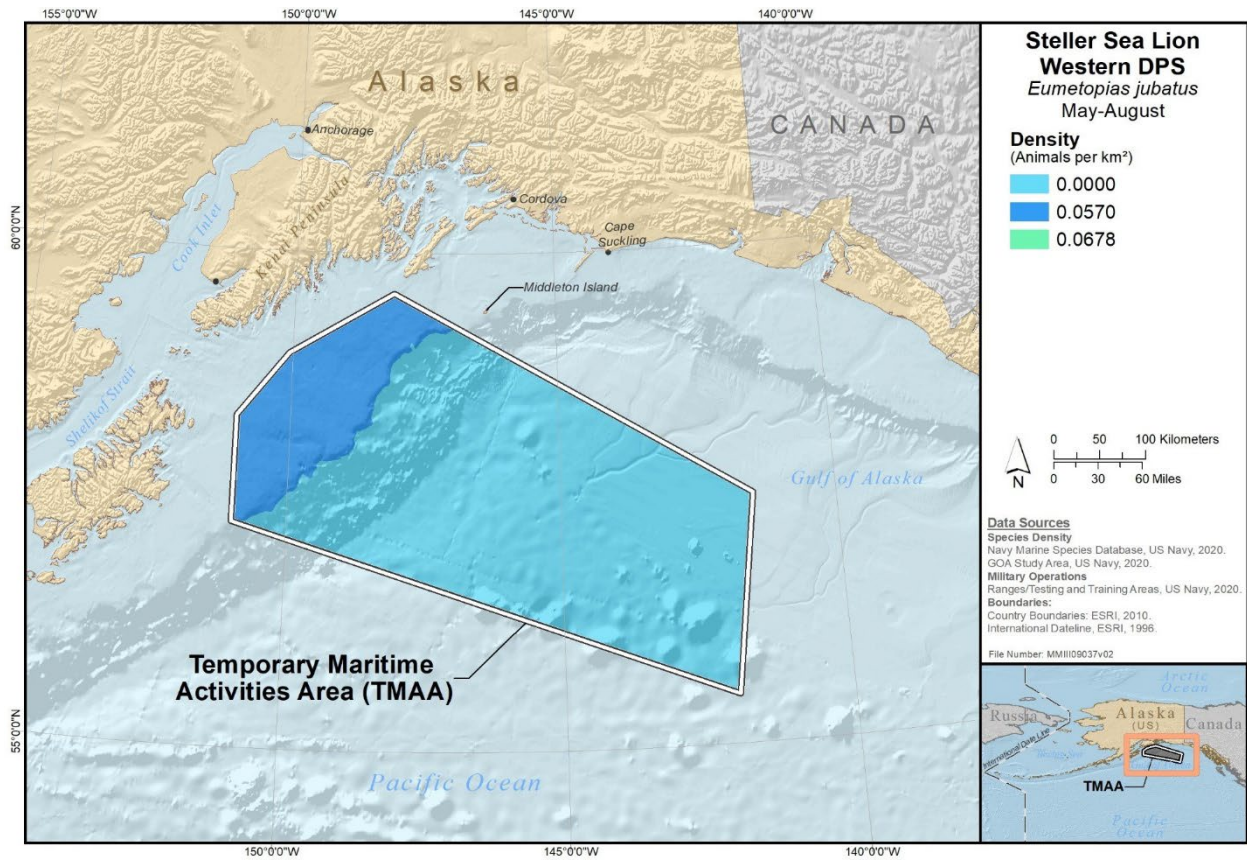 155°0'0"W
150°0'0"W
145°0'0"W
140°0'0"W
Alaska
CANADA
Anchorage
Cordova
Cape
Suckling
Middleton Island
Cook Inlet
Kenai Peninsula
Shelikof Strait
60°0'0"N
55°0'0"N
Gulf of Alaska
Temporary Maritime
Activities Area (TMAA)
Pacific Ocean
150°0'0"W
145°0'0"W
140°0'0"W
Steller Sea Lion
Western DPS
Eumetopias jubatus
May-August
Density
(Animals per km²)
0.0000
0.0570
0.0678
N
0 50 100 Kilometers
0 30 60 Miles
Data Sources
Species Density
Navy Marine Species Database, US Navy, 2020.
GOA Study Area, US Navy, 2020.
Military Operations
Ranges/Testing and Training Areas, US Navy, 2020.
Boundaries:
Country Boundaries: ESRI, 2010.
International Dateline, ESRI, 1996.
File Number: MMIII09037v02
Arctic
Ocean
Russia
Alaska
(US)
Canada
International Date Line
TMAA
Pacific
Ocean